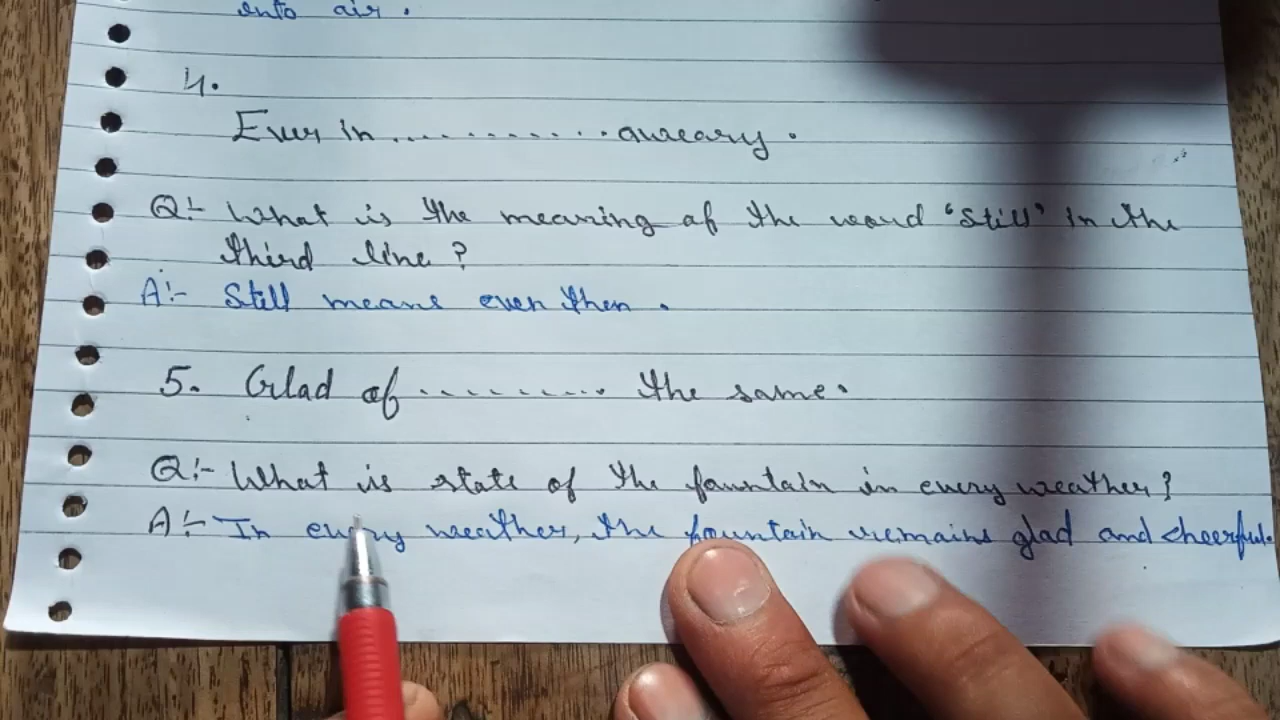 into air.
4.
Ever in ........... aweary.
Q:- What is the meaning of the word 'Still' in the
third line?
A:- Still means even then.
5. Glad of ......... the same.
Q:- What is state of the fountain in every weather?
A:- In every weather, the fountain remains glad and cheerful.